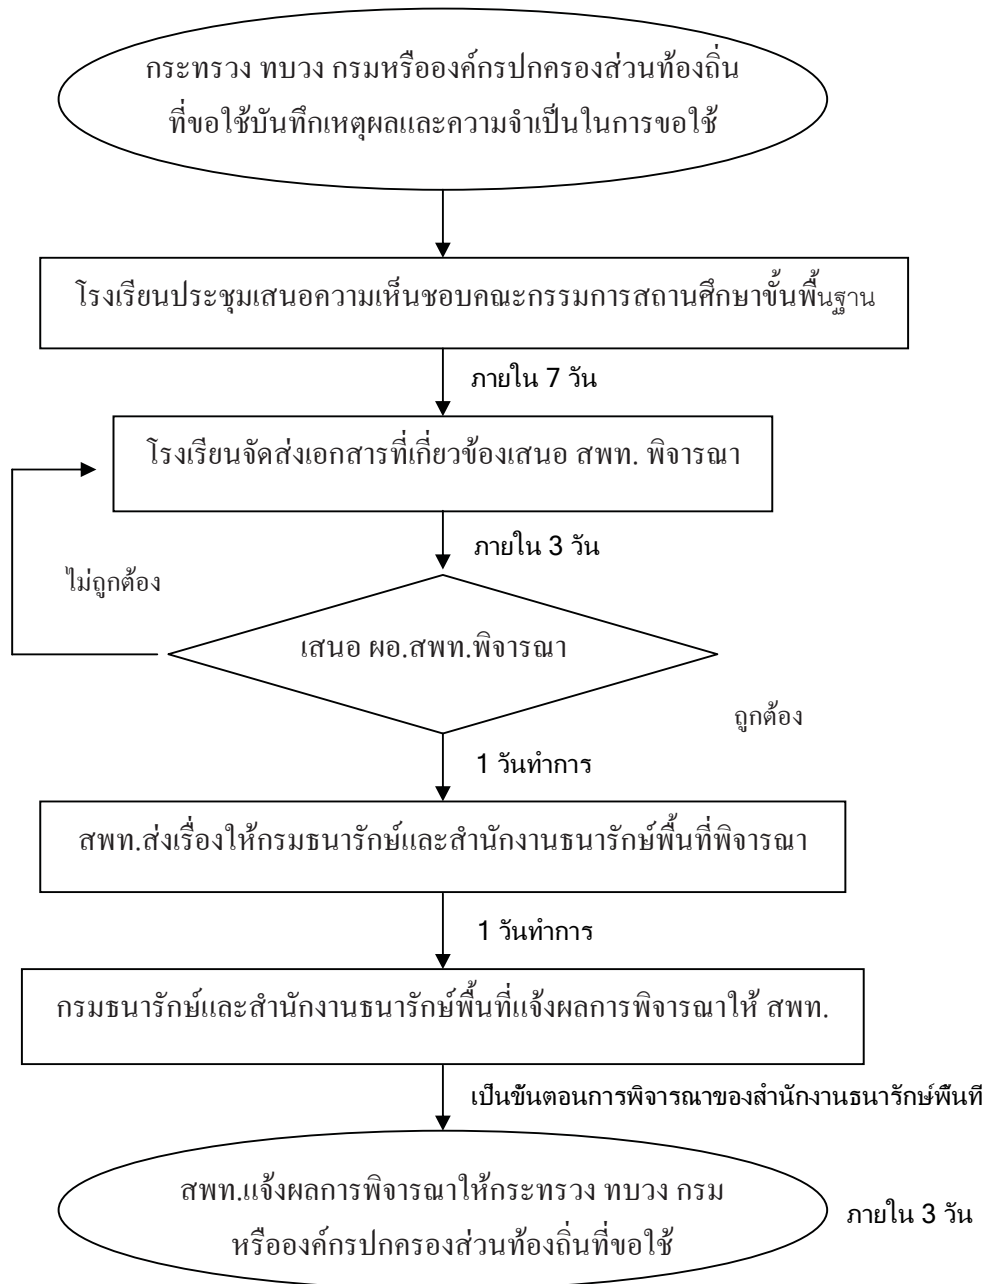 กระทรวง ทบวง กรมหรือองค์กรปกครองส่วนท้องถิ่น
ที่ขอใช้บันทึกเหตุผลและความจำเป็นในการขอใช้
โรงเรียนประชุมเสนอความเห็นชอบคณะกรรมการสถานศึกษาขั้นพื้นฐาน
ภายใน 7 วัน
โรงเรียนจัดส่งเอกสารที่เกี่ยวข้องเสนอ สพท. พิจารณา
ภายใน 3 วัน
ไม่ถูกต้อง
เสนอ ผอ.สพท.พิจารณา
ถูกต้อง
1 วันทำการ
สพท.ส่งเรื่องให้กรมธนารักษ์และสำนักงานธนารักษ์พื้นที่พิจารณา
1 วันทำการ
กรมธนารักษ์และสำนักงานธนารักษ์พื้นที่แจ้งผลการพิจารณาให้ สพท.
เป็นขั้นตอนการพิจารณาของสำนักงานธนารักษ์พื้นที่
สพท.แจ้งผลการพิจารณาให้กระทรวง ทบวง กรม
หรือองค์กรปกครองส่วนท้องถิ่นที่ขอใช้
ภายใน 3 วัน